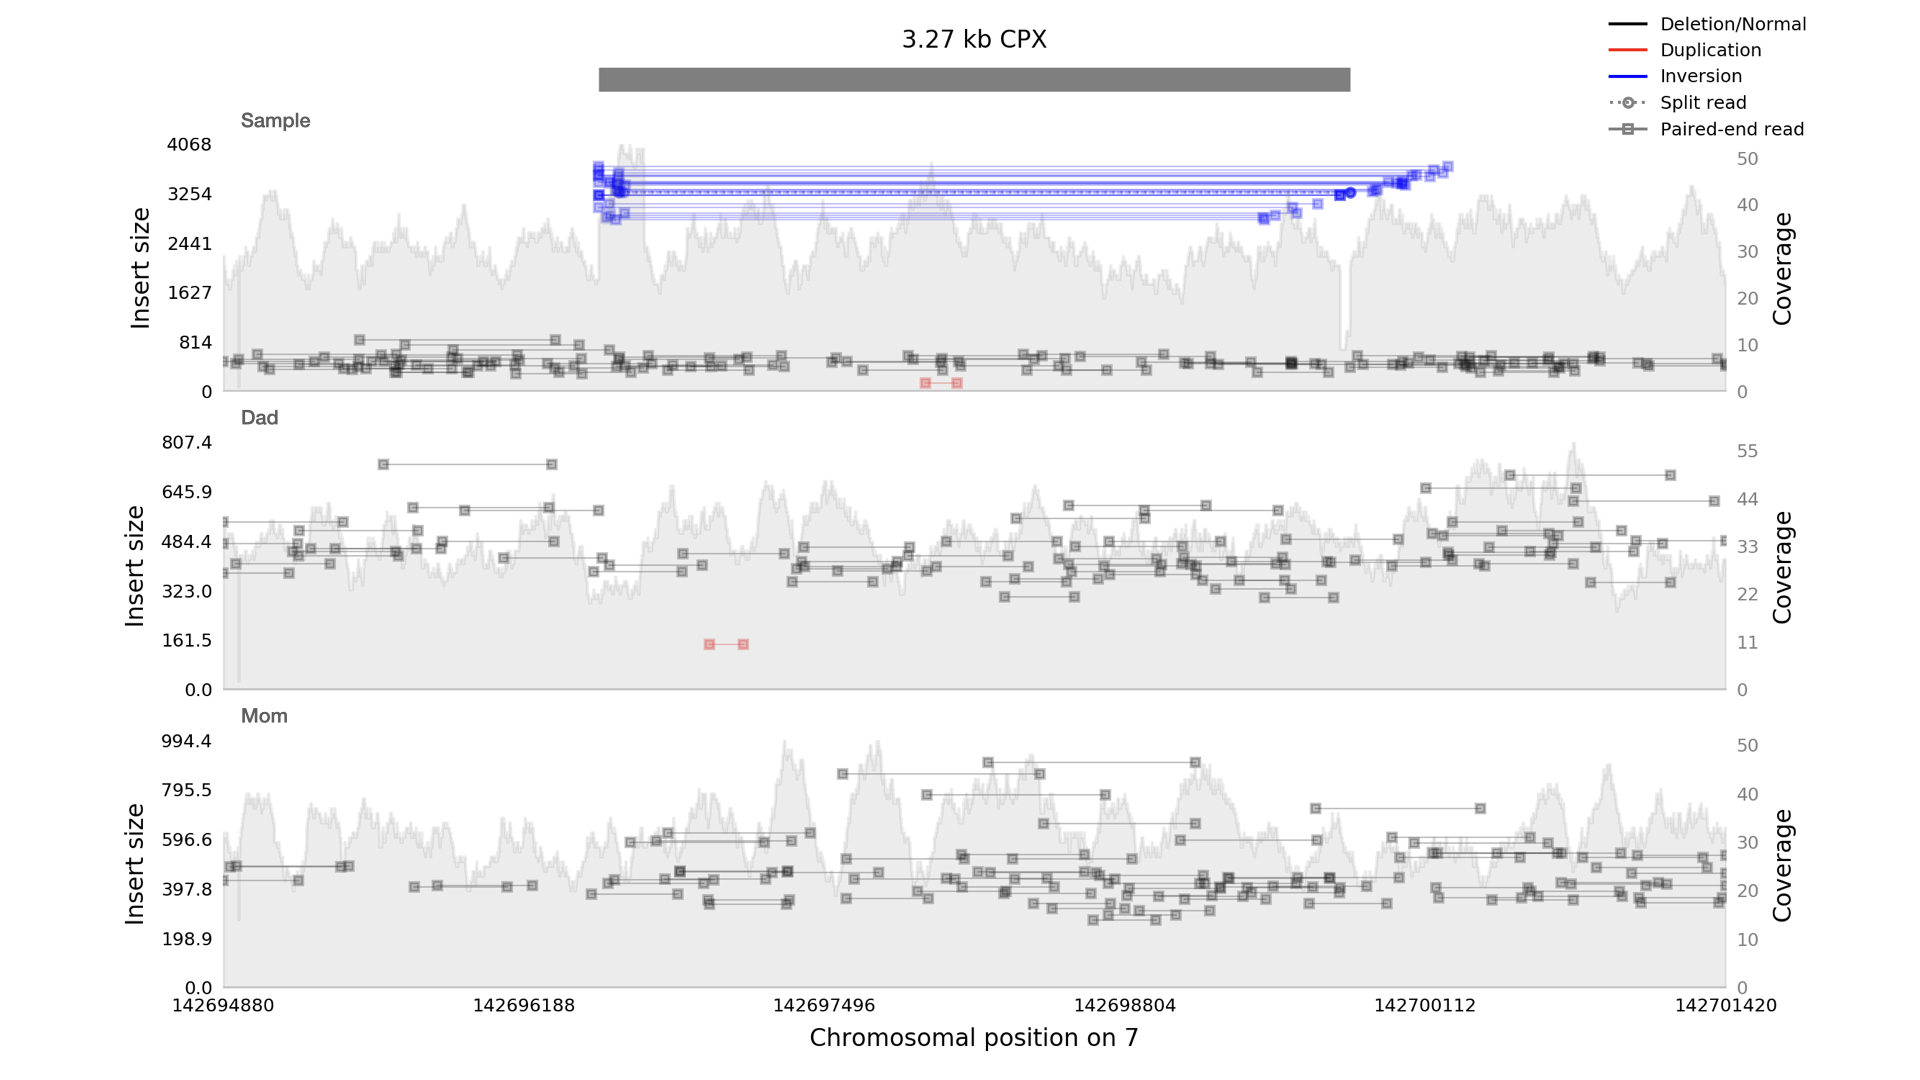 3.27 kb CPX
Deletion/Normal
Duplication
Inversion
Split read
Paired-end read
Sample
4068
3254
2441
1627
814
0
Insert size
50
40
30
20
10
0
Coverage
Dad
807.4
645.9
484.4
323.0
161.5
0.0
Insert size
55
44
33
22
11
0
Coverage
Mom
994.4
795.5
596.6
397.8
198.9
0.0
Insert size
50
40
30
20
10
0
Coverage
142694880 142696188 142697496 142698804 142700112 142701420
Chromosomal position on 7